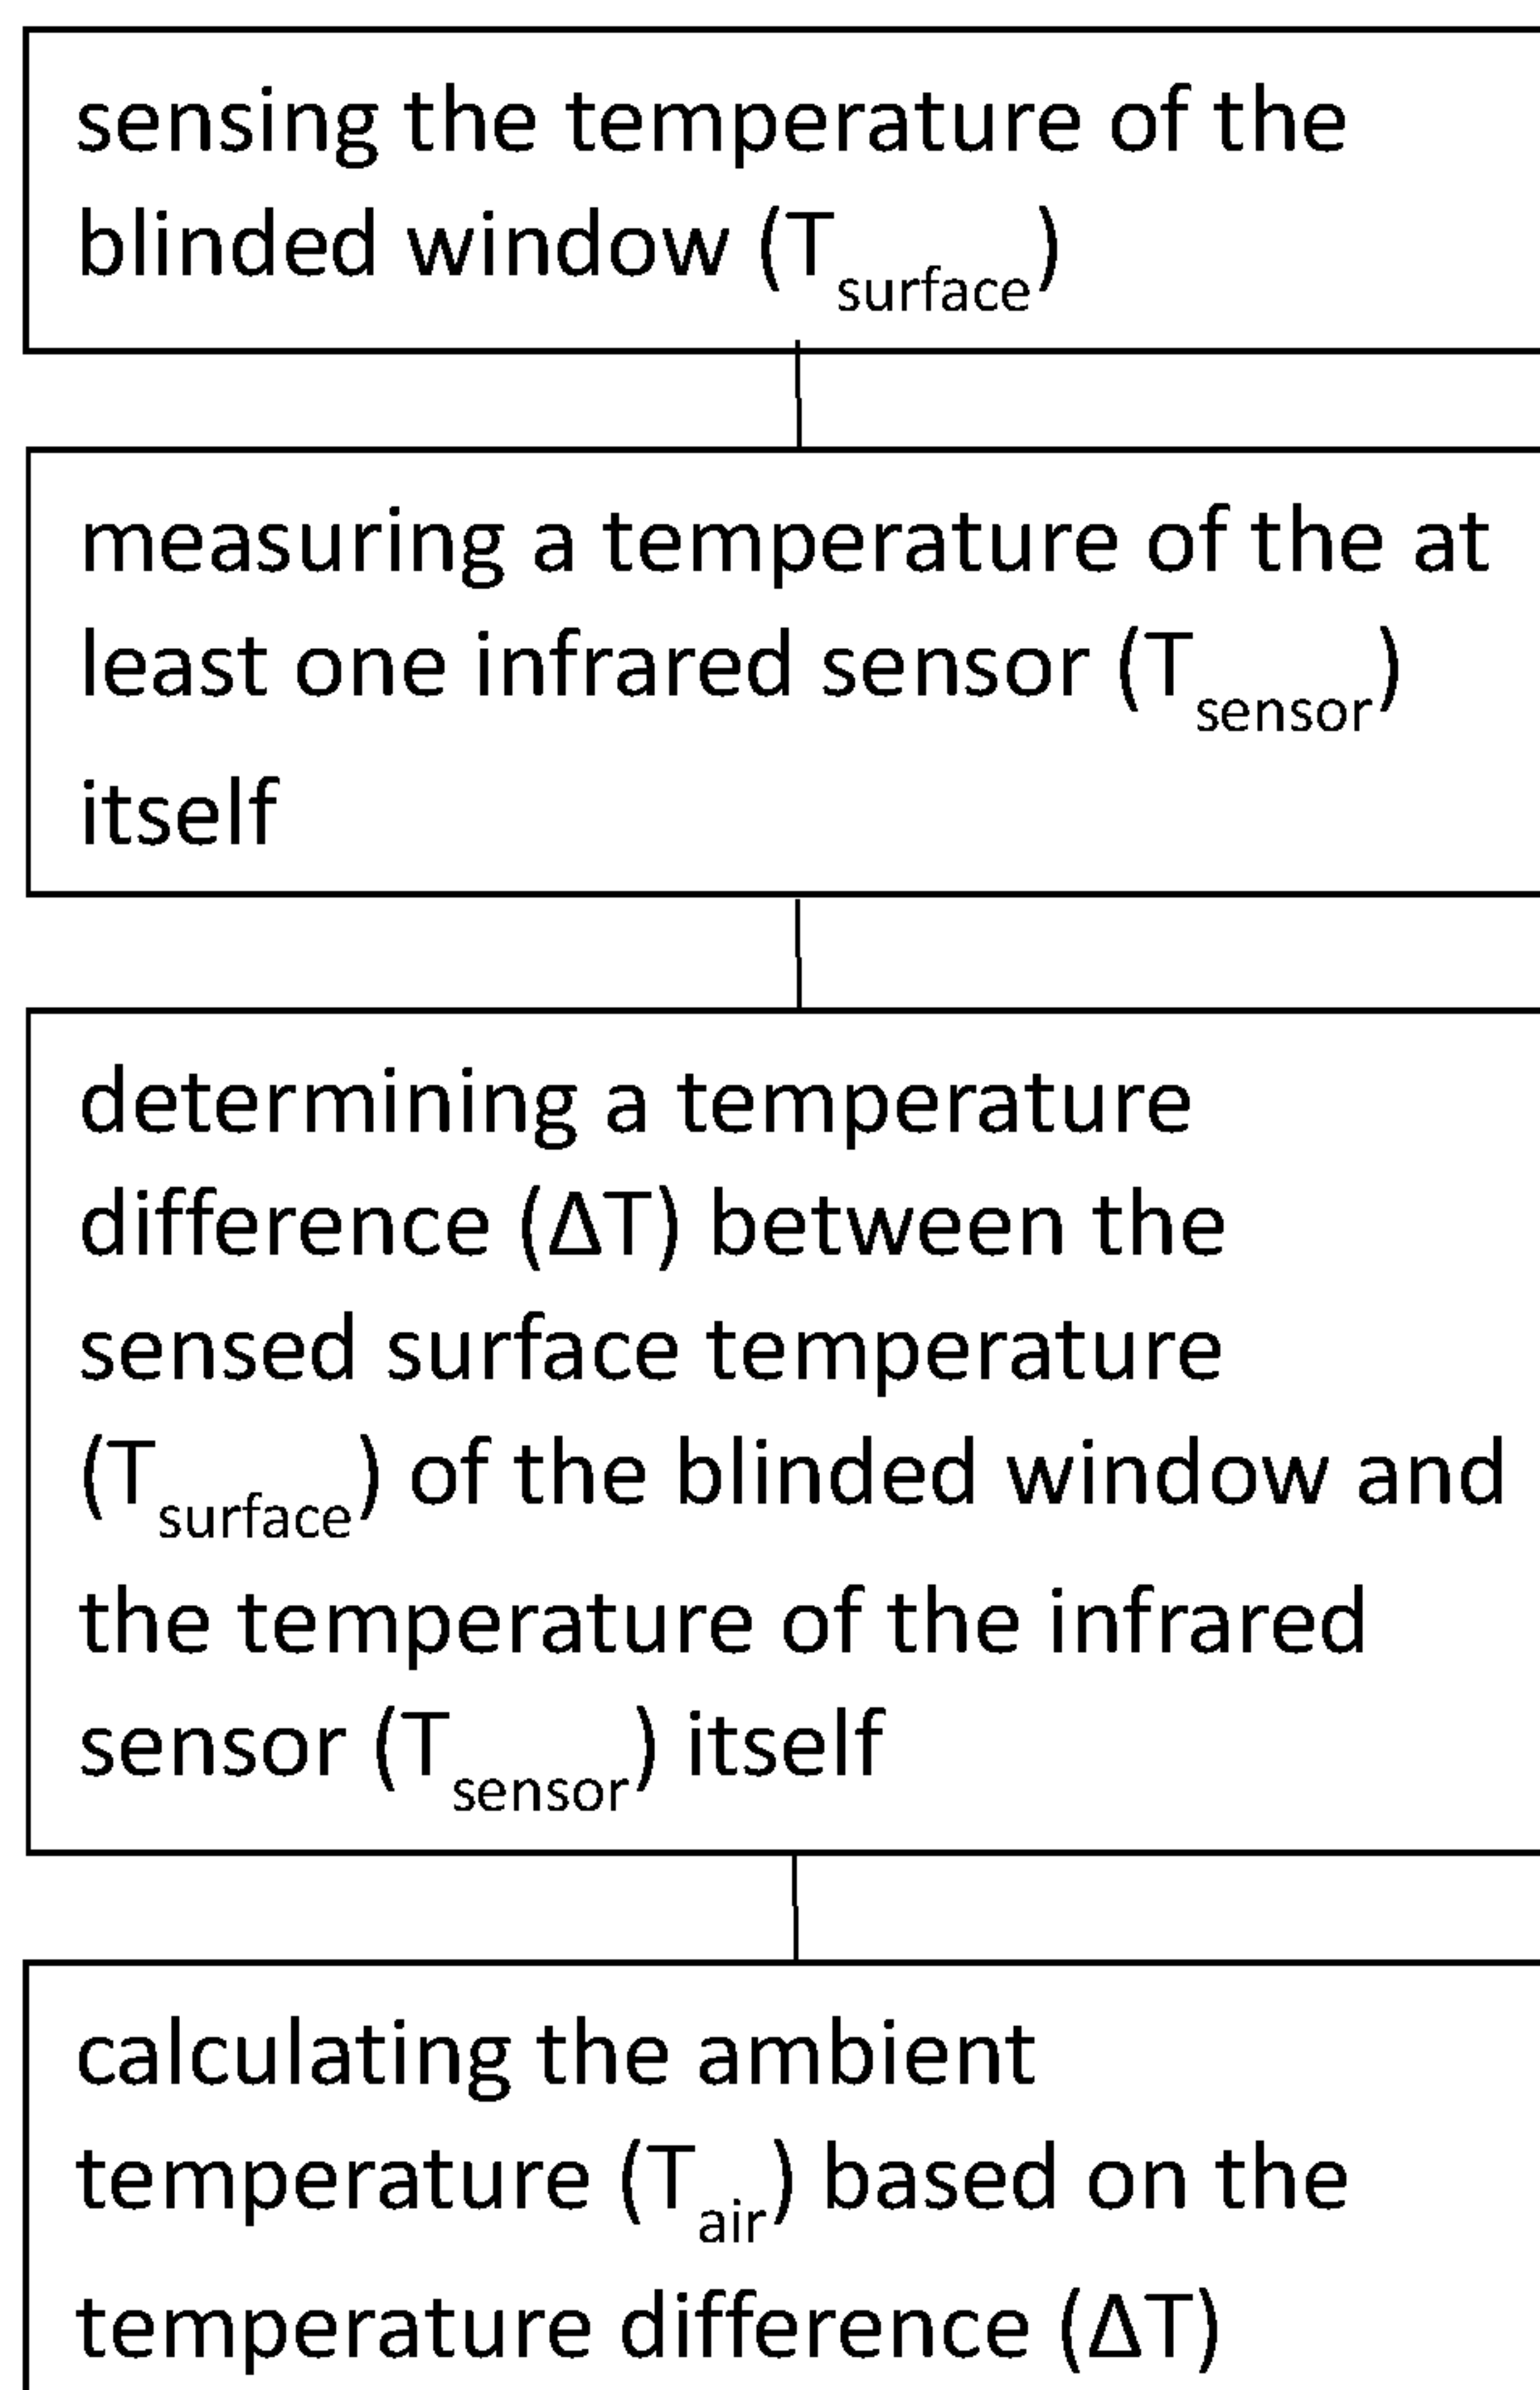 sensing the temperature of the
blinded window (Tsurface)
measuring a temperature of the at
least one infrared sensor (Tsensor)
itself
determining a temperature
difference (ΔT) between the
sensed surface temperature
(Tsurface) of the blinded window and
the temperature of the infrared
sensor (Tsensor) itself
calculating the ambient
temperature (Tair) based on the
temperature difference (ΔT)